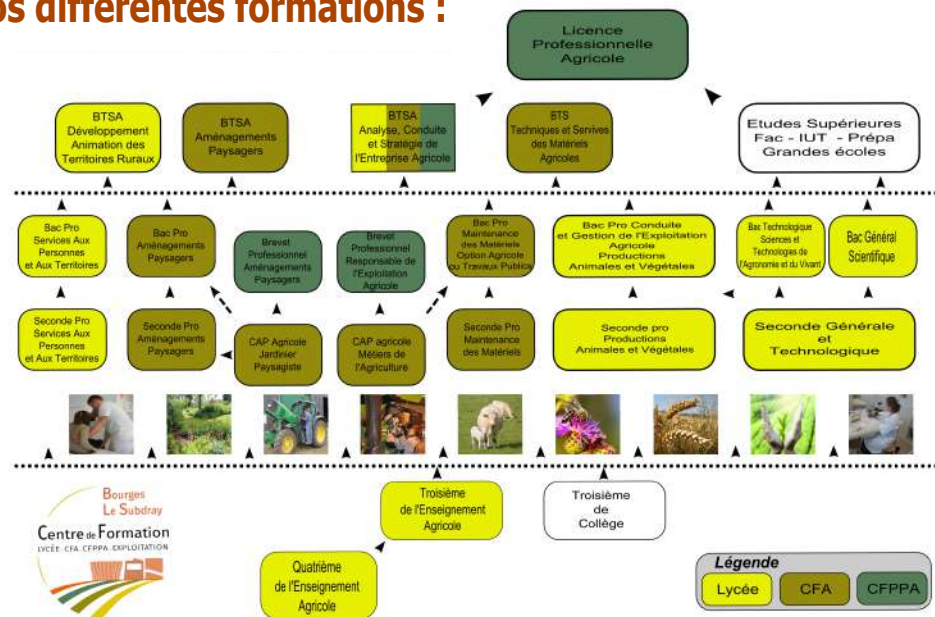 os différentes formations :
Licence
Professionnelle
Agricole
BTSA
Développement
Animation des
Territoires Ruraux
BTSA
Aménagements
Paysagers
BTSA
Analyse, Conduite
et Stratégie de
l'Entreprise Agricole
BTS
Techniques et Servives
des Matériels
Agricoles
Etudes Supérieures
Fac - IUT - Prépa
Grandes écoles
Bac Pro
Services Aux
Personnes
et Aux Territoires
Bac Pro
Aménagements
Paysagers
Brevet
Professionnel
Aménagements
Paysagers
Brevet
Professionnel
Responsable de
l'Exploitation
Agricole
Bac Pro
Maintenance
des Matériels
Option Agricole
ou Travaux Publics
Bac Pro Conduite
et Gestion de l'Exploitation
Agricole
Productions
Animales et Végétales
Bac Technologique
Sciences et
Technologies de
l'Agronomie et du Vivant
Bac Général
Scientifique
Seconde Pro
Services Aux
Personnes
et Aux Territoires
Seconde Pro
Aménagements
Paysagers
CAP Agricole
Jardinier
Paysagiste
CAP agricole
Métiers de
l'Agriculture
Seconde Pro
Maintenance
des Matériels
Seconde pro
Productions
Animales et Végétales
Seconde Générale
et
Technologique
Troisième
de l'Enseignement
Agricole
Troisième
de
Collège
Quatrième
de l'Enseignement
Agricole
Bourges
Le Subdray
Centre de Formation
LYCÉE CFA CFPPA EXPLOITATION
Légende
Lycée
CFA
CFPPA